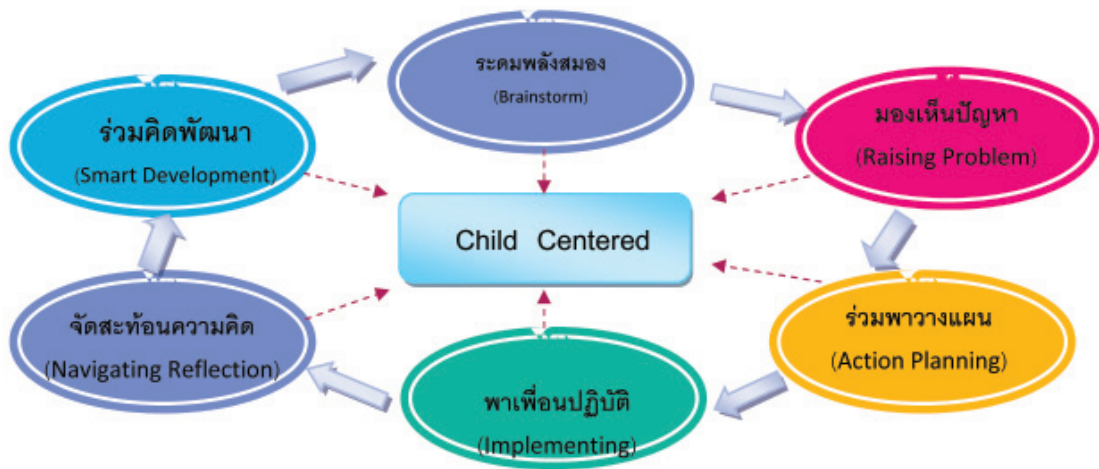 ระดมพลังสมอง
(Brainstorm)
มองเห็นปัญหา
(Raising Problem)
ร่วมพาวางแผน
(Action Planning)
พาเพื่อนปฏิบัติ
(Implementing)
จัดสะท้อนความคิด
(Navigating Reflection)
ร่วมคิดพัฒนา
(Smart Development)
Child Centered